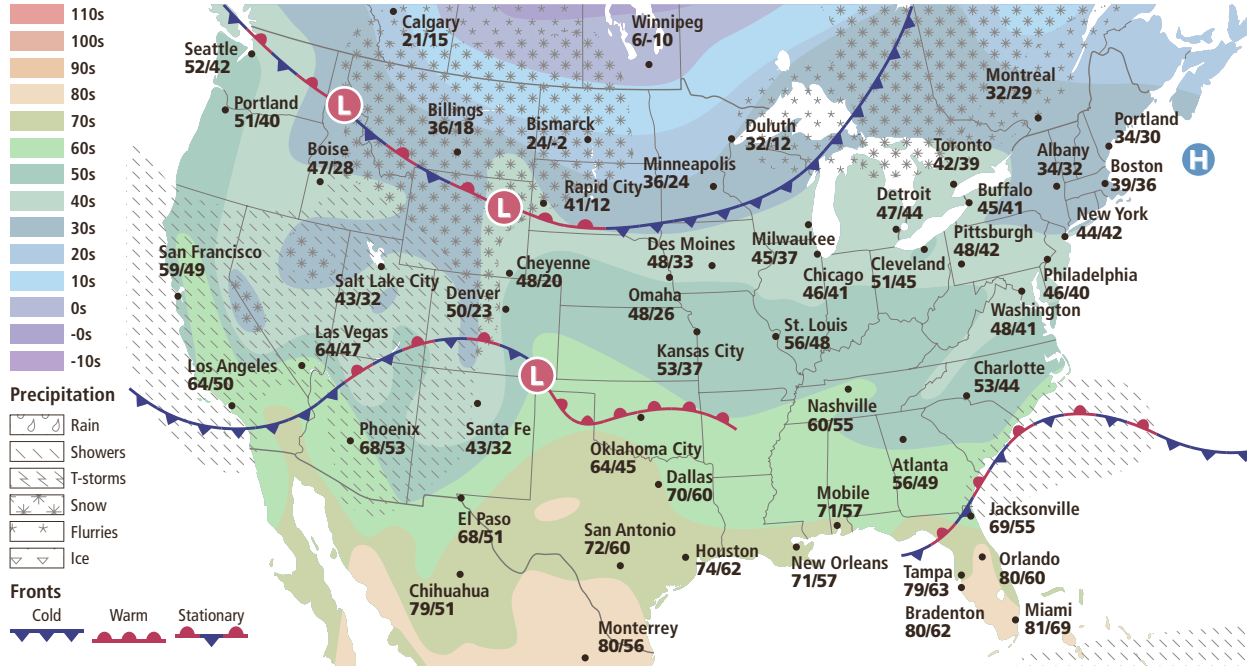 110s
100s
90s
80s
70s
60s
50s
40s
30s
20s
10s
0s
-0s
-10s
Precipitation
Rain
Showers
T-storms
Snow
Flurries
Ice
Fronts
Cold
Warm
Stationary
Calgary
21/15
Winnipeg
6/-10
Seattle
52/42
Portland
51/40
L
Billings
36/18
Bismarck
24/-2
Duluth
32/12
Montreal
32/29
Portland
34/30
H
Boise
47/28
Minneapolis
36/24
Toronto
42/39
Albany
34/32
Boston
39/36
Rapid City
41/12
L
Detroit
47/44
Buffalo
45/41
New York
44/42
San Francisco
59/49
Salt Lake City
43/32
Cheyenne
48/20
Denver
50/23
Des Moines
48/33
Omaha
48/26
Milwaukee
45/37
Chicago
46/41
Cleveland
51/45
Pittsburgh
48/42
Philadelphia
46/40
Washington
48/41
Las Vegas
64/47
Los Angeles
64/50
L
Kansas City
53/37
St. Louis
56/48
Charlotte
53/44
Nashville
60/55
Phoenix
68/53
Santa Fe
43/32
Oklahoma City
64/45
Dallas
70/60
Atlanta
56/49
Mobile
71/57
Jacksonville
69/55
El Paso
68/51
San Antonio
72/60
Houston
74/62
New Orleans
71/57
Orlando
80/60
Tampa
79/63
Bradenton
80/62
Miami
81/69
Chihuahua
79/51
Monterrey
80/56